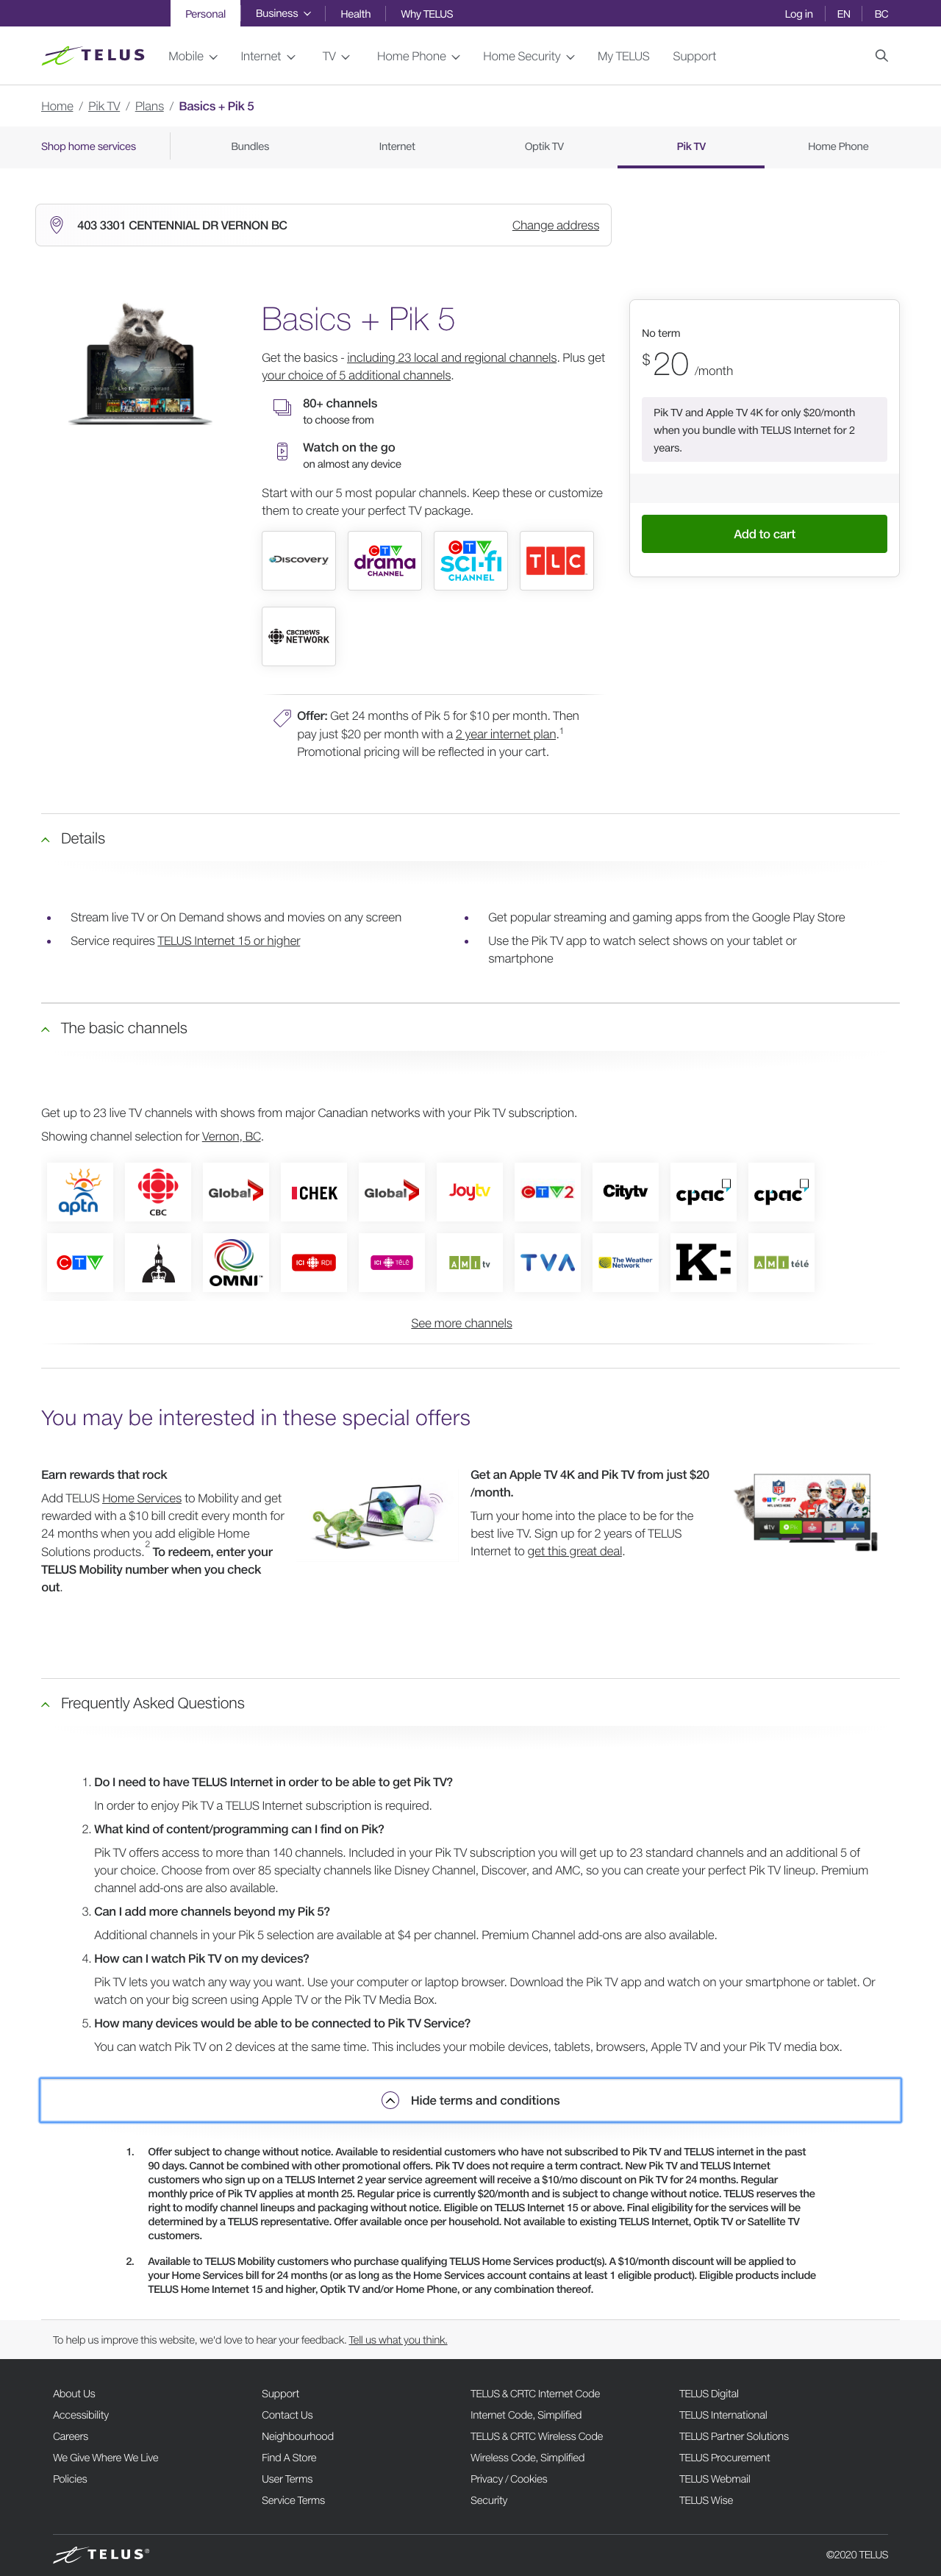 Personal Business Health Why TELUS Log in EN BC
TELUS Mobile Internet TV Home Phone Home Security My TELUS Support
Home / Pik TV / Plans / Basics + Pik 5
Shop home services Bundles Internet Optik TV Pik TV Home Phone
403 3301 CENTENNIAL DR VERNON BC Change address
Basics + Pik 5
Get the basics - including 23 local and regional channels. Plus get
your choice of 5 additional channels.
80+ channels
to choose from
Watch on the go
on almost any device
Start with our 5 most popular channels. Keep these or customize
them to create your perfect TV package.
Discovery CTV drama CHANNEL CTV sci-fi CHANNEL TLC
CBC NEWS NETWORK
Offer: Get 24 months of Pik 5 for $10 per month. Then
pay just $20 per month with a 2 year internet plan.1
Promotional pricing will be reflected in your cart.
No term
$ 20 /month
Pik TV and Apple TV 4K for only $20/month
when you bundle with TELUS Internet for 2
years.
Add to cart
Details
Stream live TV or On Demand shows and movies on any screen
Service requires TELUS Internet 15 or higher
Get popular streaming and gaming apps from the Google Play Store
Use the Pik TV app to watch select shows on your tablet or
smartphone
The basic channels
Get up to 23 live TV channels with shows from major Canadian networks with your Pik TV subscription.
Showing channel selection for Vernon, BC.
aptn CBC Global CHEK Global Joytv CTV2 Citytv cpac cpac
CTV OMNI ICI RDI ICI TÉLÉ AMI tv TVA The Weather Network K: AMI télé
See more channels
You may be interested in these special offers
Earn rewards that rock
Add TELUS Home Services to Mobility and get
rewarded with a $10 bill credit every month for
24 months when you add eligible Home
Solutions products.2 To redeem, enter your
TELUS Mobility number when you check
out.
Get an Apple TV 4K and Pik TV from just $20
/month.
Turn your home into the place to be for the
best live TV. Sign up for 2 years of TELUS
Internet to get this great deal.
Frequently Asked Questions
1. Do I need to have TELUS Internet in order to be able to get Pik TV?
In order to enjoy Pik TV a TELUS Internet subscription is required.
2. What kind of content/programming can I find on Pik?
Pik TV offers access to more than 140 channels. Included in your Pik TV subscription you will get up to 23 standard channels and an additional 5 of
your choice. Choose from over 85 specialty channels like Disney Channel, Discover, and AMC, so you can create your perfect Pik TV lineup. Premium
channel add-ons are also available.
3. Can I add more channels beyond my Pik 5?
Additional channels in your Pik 5 selection are available at $4 per channel. Premium Channel add-ons are also available.
4. How can I watch Pik TV on my devices?
Pik TV lets you watch any way you want. Use your computer or laptop browser. Download the Pik TV app and watch on your smartphone or tablet. Or
watch on your big screen using Apple TV or the Pik TV Media Box.
5. How many devices would be able to be connected to Pik TV Service?
You can watch Pik TV on 2 devices at the same time. This includes your mobile devices, tablets, browsers, Apple TV and your Pik TV media box.
Hide terms and conditions
1. Offer subject to change without notice. Available to residential customers who have not subscribed to Pik TV and TELUS internet in the past
90 days. Cannot be combined with other promotional offers. Pik TV does not require a term contract. New Pik TV and TELUS Internet
customers who sign up on a TELUS Internet 2 year service agreement will receive a $10/mo discount on Pik TV for 24 months. Regular
monthly price of Pik TV applies at month 25. Regular price is currently $20/month and is subject to change without notice. TELUS reserves the
right to modify channel lineups and packaging without notice. Eligible on TELUS Internet 15 or above. Final eligibility for the services will be
determined by a TELUS representative. Offer available once per household. Not available to existing TELUS Internet, Optik TV or Satellite TV
customers.
2. Available to TELUS Mobility customers who purchase qualifying TELUS Home Services product(s). A $10/month discount will be applied to
your Home Services bill for 24 months (or as long as the Home Services account contains at least 1 eligible product). Eligible products include
TELUS Home Internet 15 and higher, Optik TV and/or Home Phone, or any combination thereof.
To help us improve this website, we'd love to hear your feedback. Tell us what you think.
About Us Support TELUS & CRTC Internet Code TELUS Digital
Accessibility Contact Us Internet Code, Simplified TELUS International
Careers Neighbourhood TELUS & CRTC Wireless Code TELUS Partner Solutions
We Give Where We Live Find A Store Wireless Code, Simplified TELUS Procurement
Policies User Terms Privacy / Cookies TELUS Webmail
Service Terms Security TELUS Wise
TELUS® ©2020 TELUS